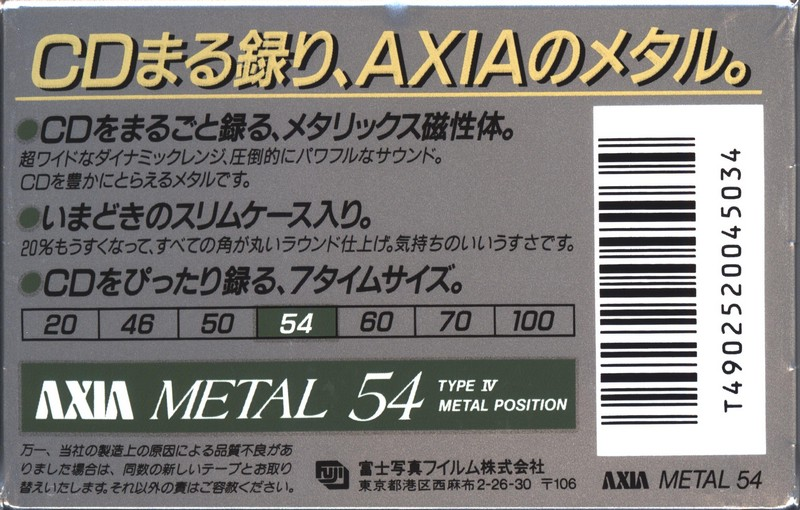 CDまる録り、AXIAのメタル。
●CDをまるごと録る、メタリックス磁性体。
超ワイドなダイナミックレンジ、圧倒的にパワフルなサウンド。
CDを豊かにとらえるメタルです。
●いまどきのスリムケース入り。
20%もうすくなって、すべての角が丸いラウンド仕上げ。気持ちのいいうすさです。
●CDをぴったり録る、7タイムサイズ。
20 46 50 54 60 70 100
AXIA METAL 54 TYPE IV
METAL POSITION
万一、当社の製造上の原因による品質不良があ
りました場合は、同数の新しいテープとお取り
替えいたします。それ以外の責はご容赦ください。
FUJI 富士写真フイルム株式会社
東京都港区西麻布2-26-30 〒106
T4902520045034
AXIA METAL 54